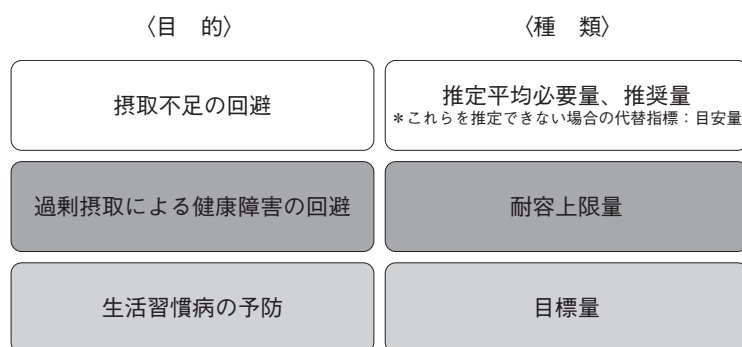 〈目　的〉
〈種　類〉
摂取不足の回避
推定平均必要量、推奨量
＊これらを推定できない場合の代替指標：目安量
過剰摂取による健康障害の回避
耐容上限量
生活習慣病の予防
目標量